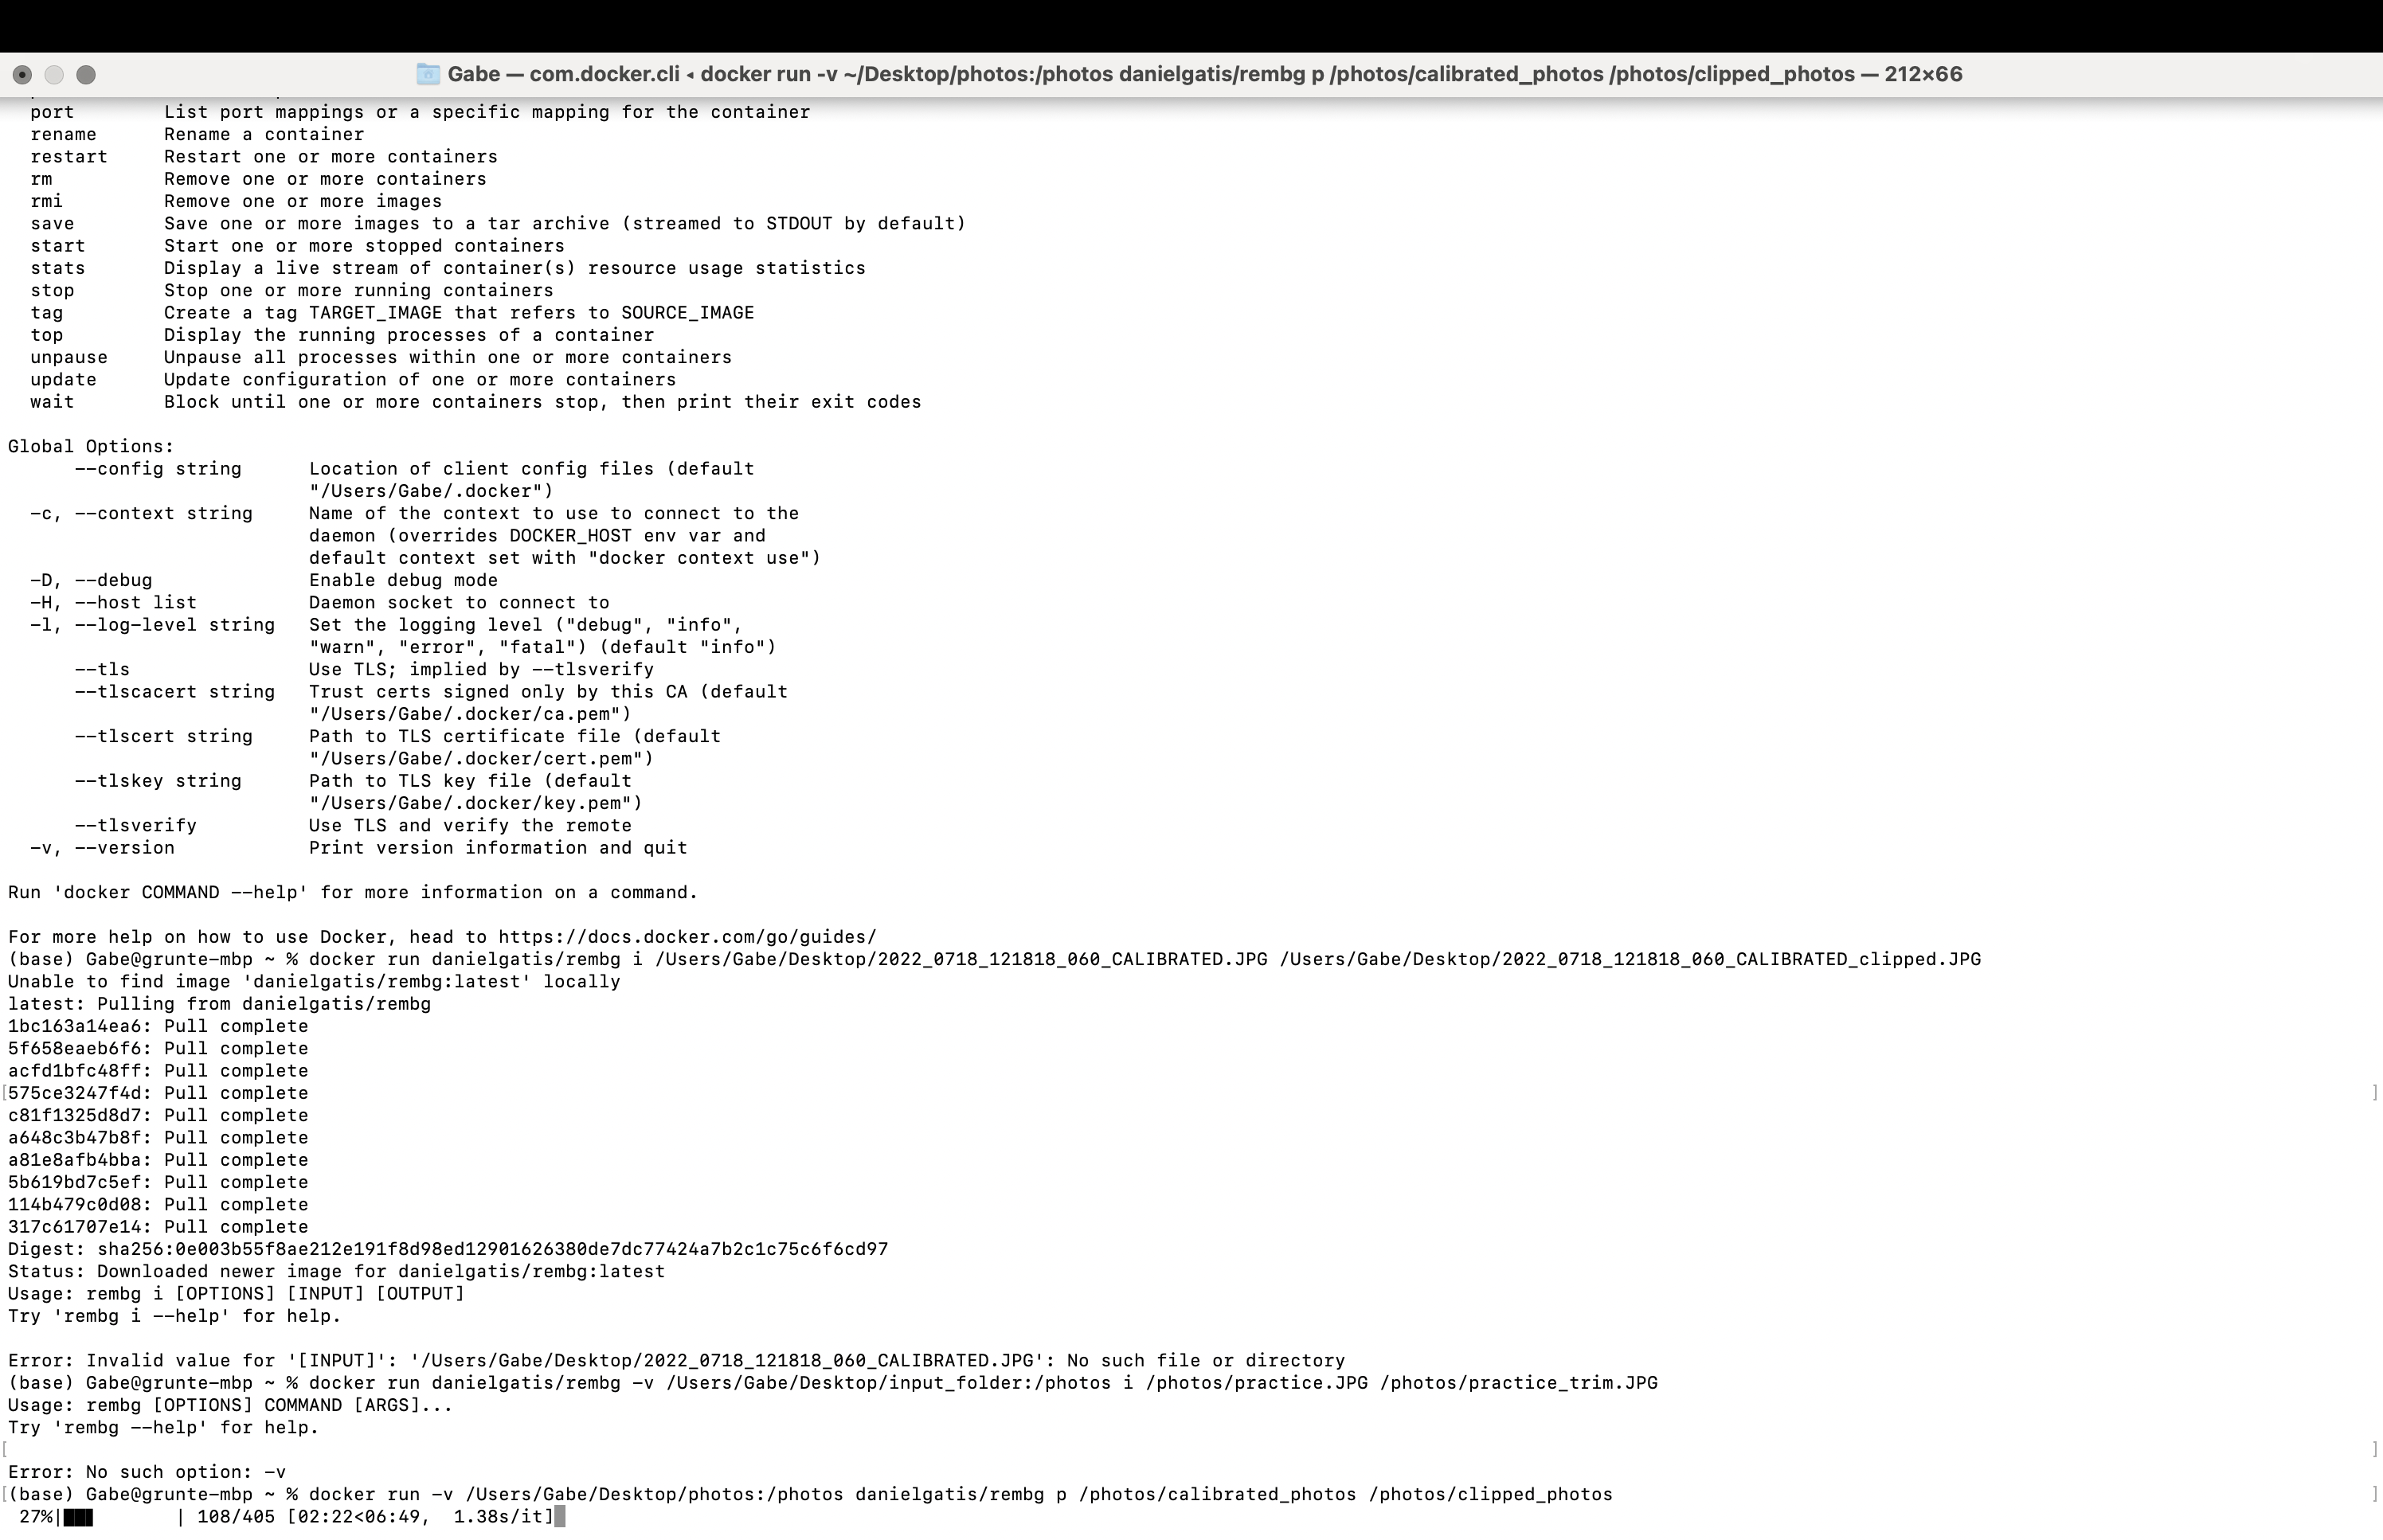 Gabe — com.docker.cli ◂ docker run -v ~/Desktop/photos:/photos danielgatis/rembg p /photos/calibrated_photos /photos/clipped_photos — 212×66
port        List port mappings or a specific mapping for the container
rename      Rename a container
restart     Restart one or more containers
rm          Remove one or more containers
rmi         Remove one or more images
save        Save one or more images to a tar archive (streamed to STDOUT by default)
start       Start one or more stopped containers
stats       Display a live stream of container(s) resource usage statistics
stop        Stop one or more running containers
tag         Create a tag TARGET_IMAGE that refers to SOURCE_IMAGE
top         Display the running processes of a container
unpause     Unpause all processes within one or more containers
update      Update configuration of one or more containers
wait        Block until one or more containers stop, then print their exit codes
Global Options:
--config string      Location of client config files (default
"/Users/Gabe/.docker")
-c, --context string     Name of the context to use to connect to the
daemon (overrides DOCKER_HOST env var and
default context set with "docker context use")
-D, --debug              Enable debug mode
-H, --host list          Daemon socket to connect to
-l, --log-level string   Set the logging level ("debug", "info",
"warn", "error", "fatal") (default "info")
--tls                Use TLS; implied by --tlsverify
--tlscacert string   Trust certs signed only by this CA (default
"/Users/Gabe/.docker/ca.pem")
--tlscert string     Path to TLS certificate file (default
"/Users/Gabe/.docker/cert.pem")
--tlskey string      Path to TLS key file (default
"/Users/Gabe/.docker/key.pem")
--tlsverify          Use TLS and verify the remote
-v, --version            Print version information and quit
Run 'docker COMMAND --help' for more information on a command.
For more help on how to use Docker, head to https://docs.docker.com/go/guides/
(base) Gabe@grunte-mbp ~ % docker run danielgatis/rembg i /Users/Gabe/Desktop/2022_0718_121818_060_CALIBRATED.JPG /Users/Gabe/Desktop/2022_0718_121818_060_CALIBRATED_clipped.JPG
Unable to find image 'danielgatis/rembg:latest' locally
latest: Pulling from danielgatis/rembg
1bc163a14ea6: Pull complete
5f658eaeb6f6: Pull complete
acfd1bfc48ff: Pull complete
[575ce3247f4d: Pull complete ]
c81f1325d8d7: Pull complete
a648c3b47b8f: Pull complete
a81e8afb4bba: Pull complete
5b619bd7c5ef: Pull complete
114b479c0d08: Pull complete
317c61707e14: Pull complete
Digest: sha256:0e003b55f8ae212e191f8d98ed12901626380de7dc77424a7b2c1c75c6f6cd97
Status: Downloaded newer image for danielgatis/rembg:latest
Usage: rembg i [OPTIONS] [INPUT] [OUTPUT]
Try 'rembg i --help' for help.
Error: Invalid value for '[INPUT]': '/Users/Gabe/Desktop/2022_0718_121818_060_CALIBRATED.JPG': No such file or directory
(base) Gabe@grunte-mbp ~ % docker run danielgatis/rembg -v /Users/Gabe/Desktop/input_folder:/photos i /photos/practice.JPG /photos/practice_trim.JPG
Usage: rembg [OPTIONS] COMMAND [ARGS]...
Try 'rembg --help' for help.
[ ]
Error: No such option: -v
[(base) Gabe@grunte-mbp ~ % docker run -v /Users/Gabe/Desktop/photos:/photos danielgatis/rembg p /photos/calibrated_photos /photos/clipped_photos ]
27%|███        | 108/405 [02:22<06:49,  1.38s/it]